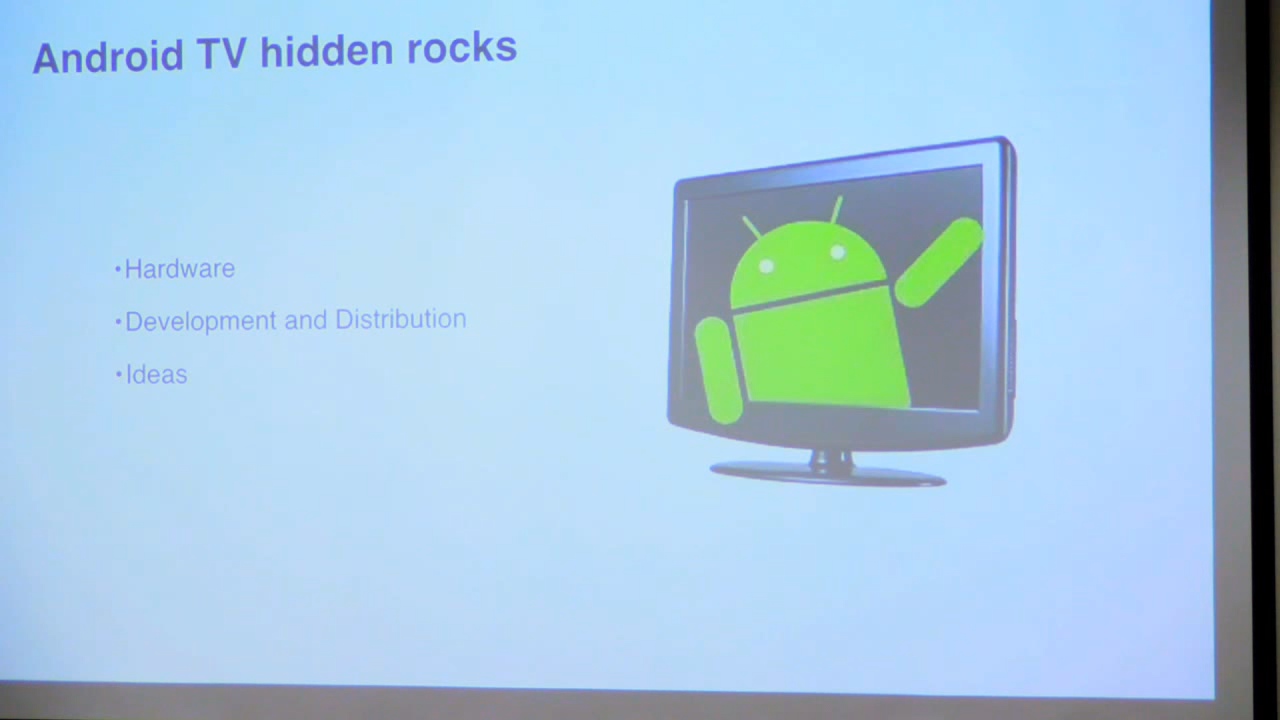 Android TV hidden rocks
•Hardware
•Development and Distribution
•Ideas